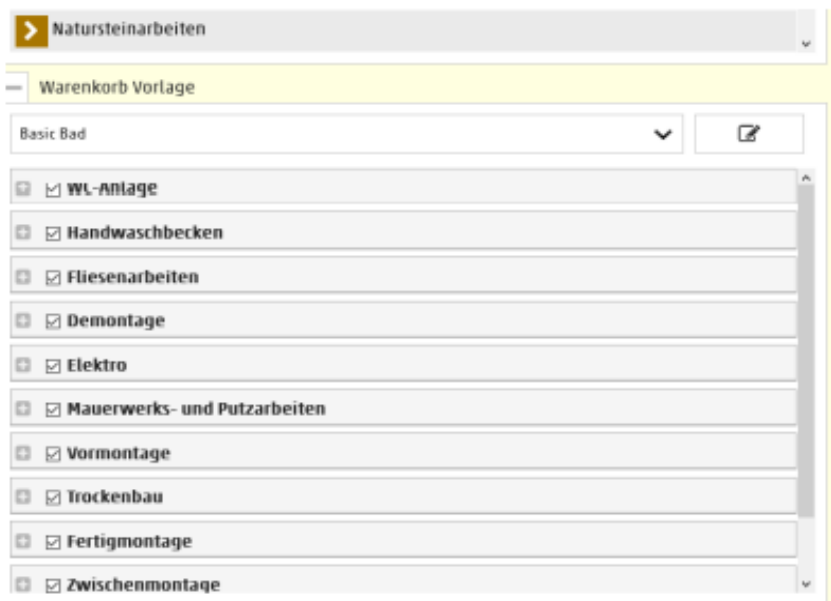 Natursteinarbeiten
Warenkorb Vorlage
Basic Bad
WC-Anlage
Handwaschbecken
Fliesenarbeiten
Demontage
Elektro
Mauerwerks- und Putzarbeiten
Vormontage
Trockenbau
Fertigmontage
Zwischenmontage